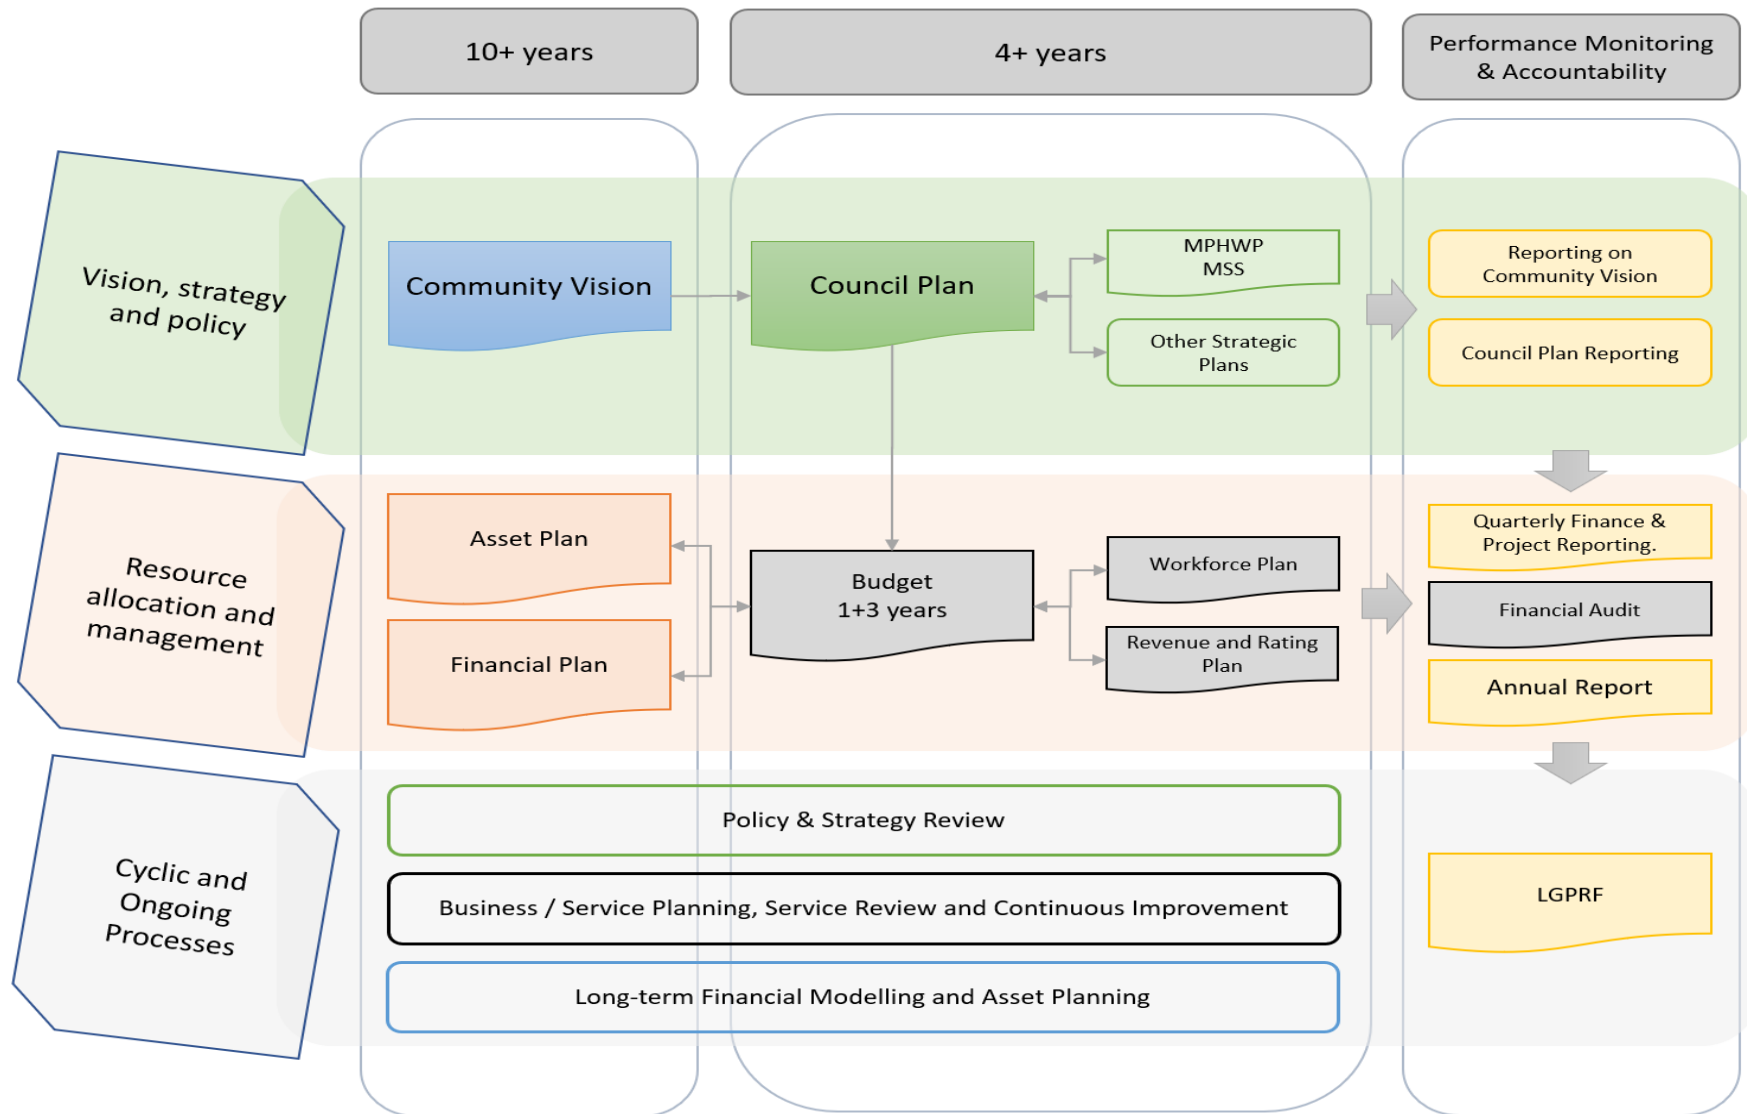 10+ years
4+ years
Performance Monitoring
& Accountability
Vision, strategy
and policy
Community Vision
Council Plan
MPHWP
MSS
Other Strategic
Plans
Reporting on
Community Vision
Council Plan Reporting
Resource
allocation and
management
Asset Plan
Financial Plan
Budget
1+3 years
Workforce Plan
Revenue and Rating
Plan
Quarterly Finance &
Project Reporting.
Financial Audit
Annual Report
Cyclic and
Ongoing
Processes
Policy & Strategy Review
Business / Service Planning, Service Review and Continuous Improvement
Long-term Financial Modelling and Asset Planning
LGPRF